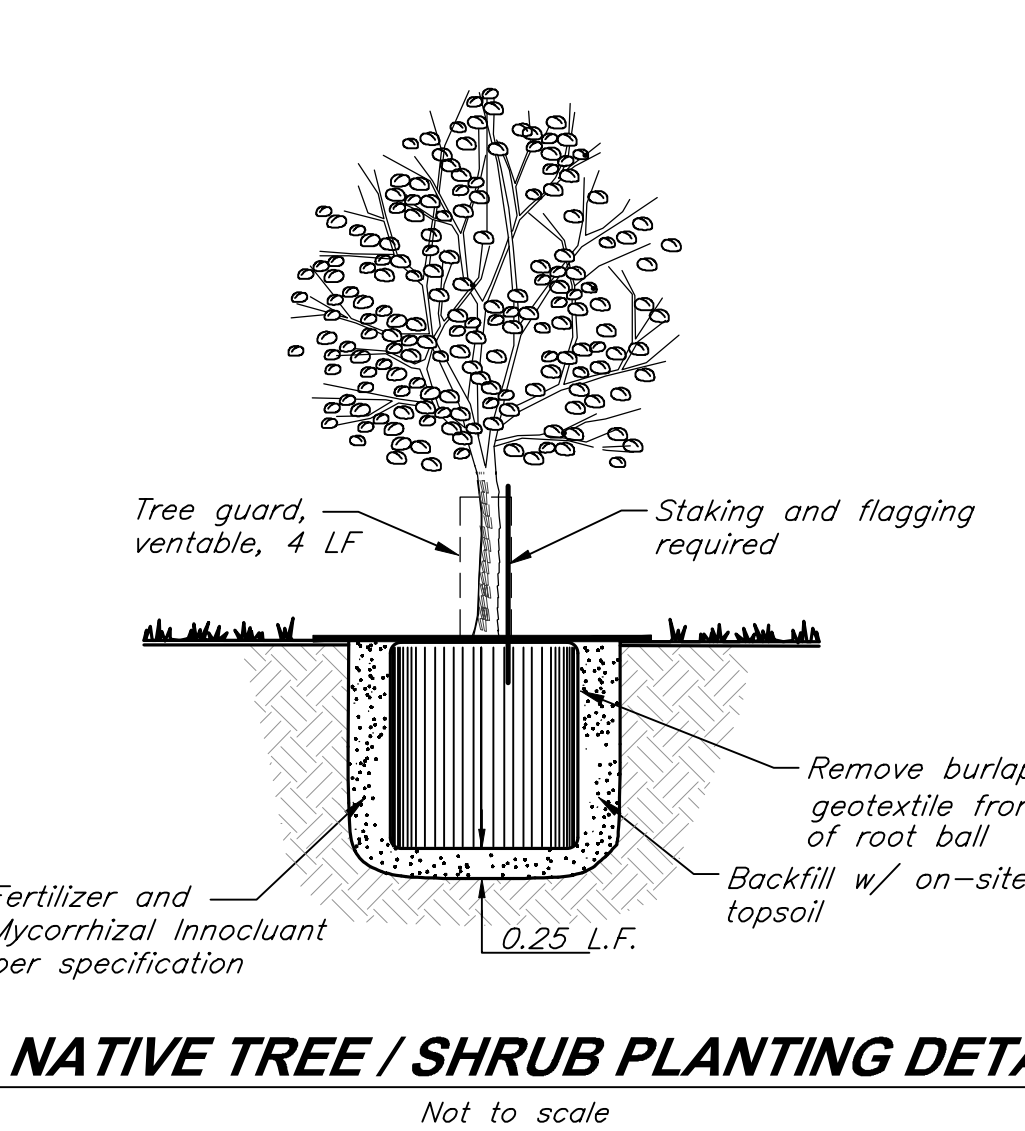 Tree guard,
ventable, 4 LF
Staking and flagging
required
Remove burlap
geotextile from
of root ball
Backfill w/ on-site
topsoil
Fertilizer and
Mycorrhizal Innocluant
per specification
0.25 L.F.
NATIVE TREE / SHRUB PLANTING DETA
Not to scale